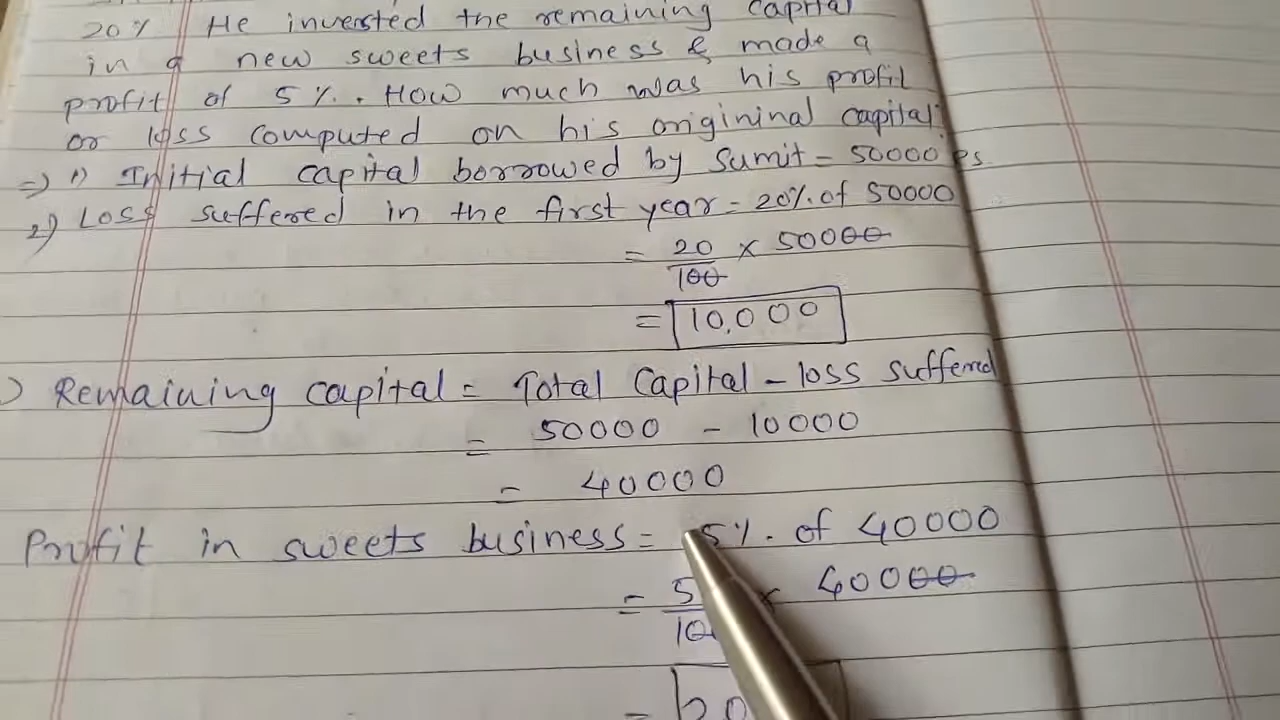 20% He invested the remaining capital
in a new sweets business & made a
profit of 5%. How much was his profit
or loss computed on his origininal capital.
=> 1) Initial capital borrowed by Sumit = 50000 Rs.
2) Loss suffered in the first year = 20% of 50000
= 20/100 × 50000
= 10,000
) Remaining capital = Total Capital - loss suffered
= 50000 - 10000
= 40000
Profit in sweets business = 5% of 40000
= 5/10 × 40000
= 20